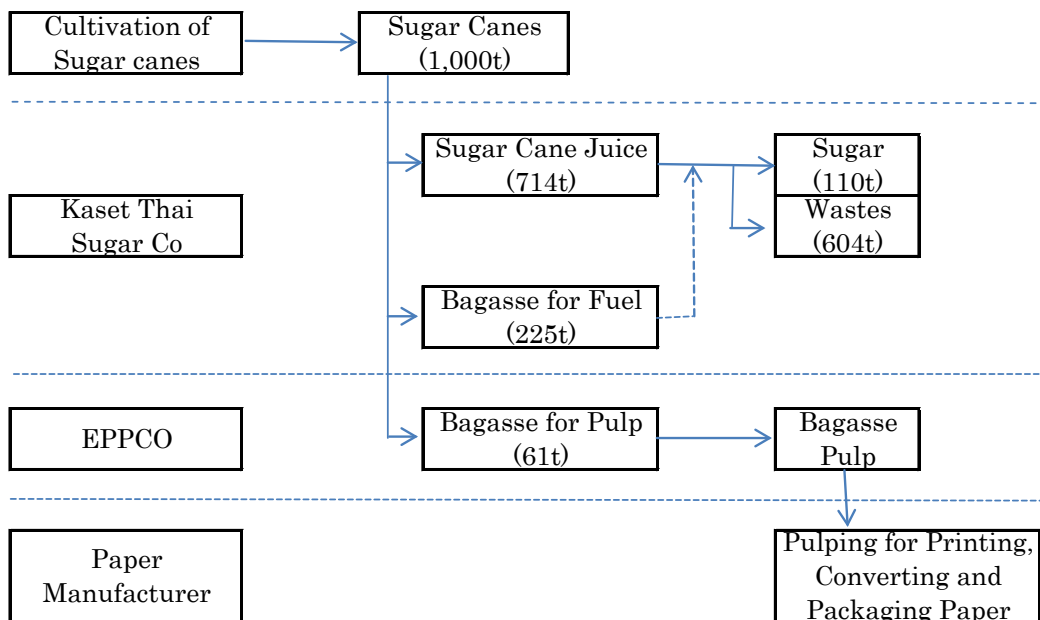 Cultivation of
Sugar canes
Sugar Canes
(1,000t)
Sugar Cane Juice
(714t)
Sugar
(110t)
Kaset Thai
Sugar Co
Wastes
(604t)
Bagasse for Fuel
(225t)
EPPCO
Bagasse for Pulp
(61t)
Bagasse
Pulp
Paper
Manufacturer
Pulping for Printing,
Converting and
Packaging Paper